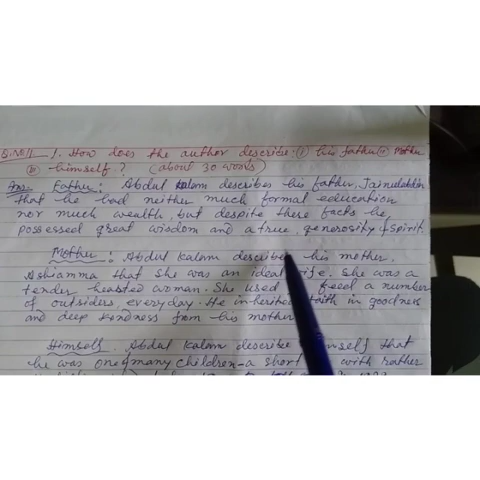 Q.No.1 1. How does the author describe : (i) his father (ii) Mother
himself ? (about 30 words)
Ans. Father : Abdul Kalam describes his father, Jainulabdin
that he had neither much formal education
nor much wealth, but despite these facts he
possessed great wisdom and a true generosity of spirit.
Mother : Abdul Kalam describes his mother,
Ashiamma that she was an ideal wife. She was a
tender hearted woman. She used feed a number
of outsiders everyday. He inherited faith in goodness
and deep kindness from his mother
Himself . Abdul Kalam describe himself that
he was one of many children - a short with rather